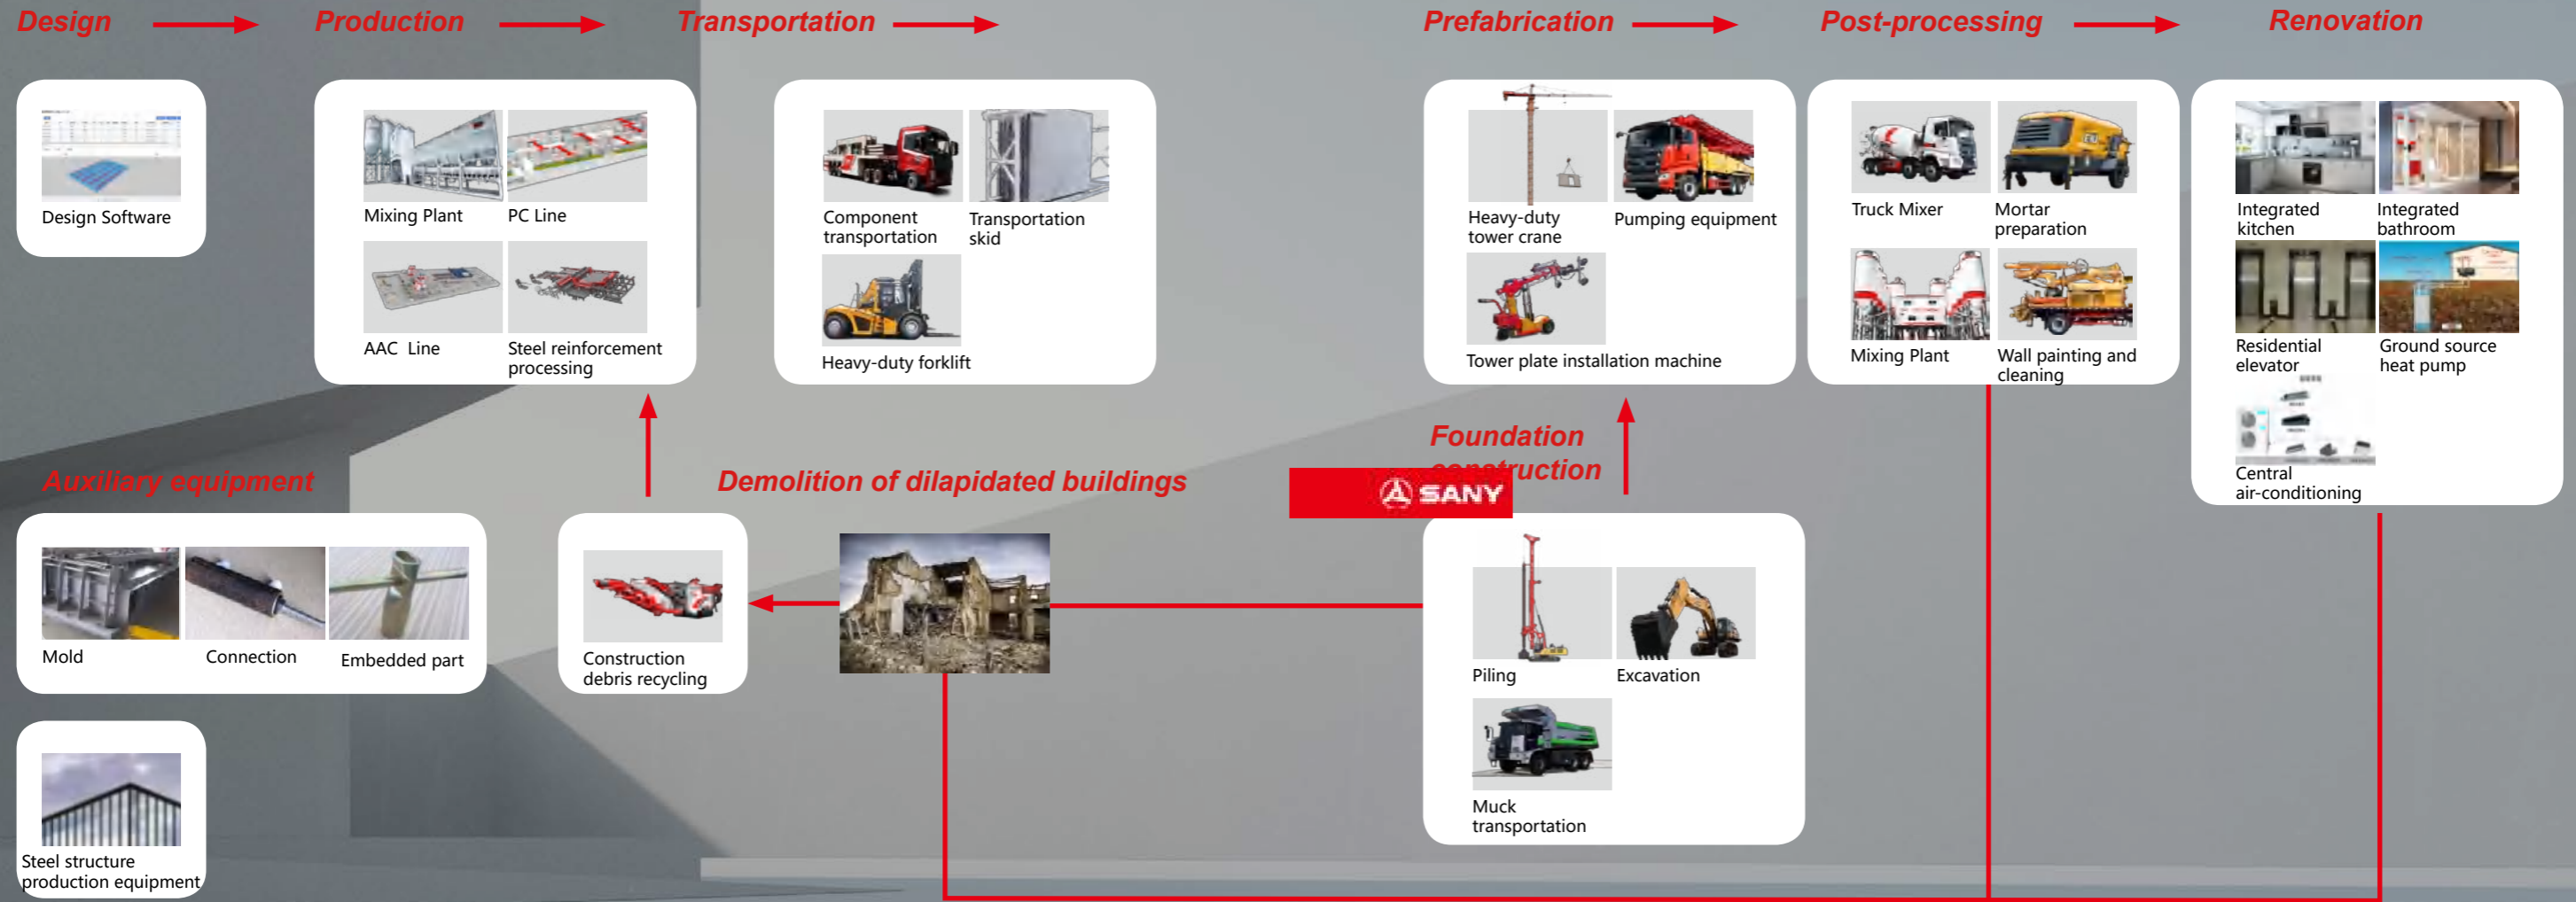 Design
Production
Transportation
Prefabrication
Post-processing
Renovation
Design Software
Mixing Plant
PC Line
AAC Line
Steel reinforcement
processing
Component
transportation
Transportation
skid
Heavy-duty forklift
Heavy-duty
tower crane
Pumping equipment
Tower plate installation machine
Truck Mixer
Mortar
preparation
Mixing Plant
Wall painting and
cleaning
Integrated
kitchen
Integrated
bathroom
Residential
elevator
Ground source
heat pump
Central
air-conditioning
Auxiliary equipment
Demolition of dilapidated buildings
Foundation
construction
SANY
Mold
Connection
Embedded part
Construction
debris recycling
Piling
Excavation
Muck
transportation
Steel structure
production equipment